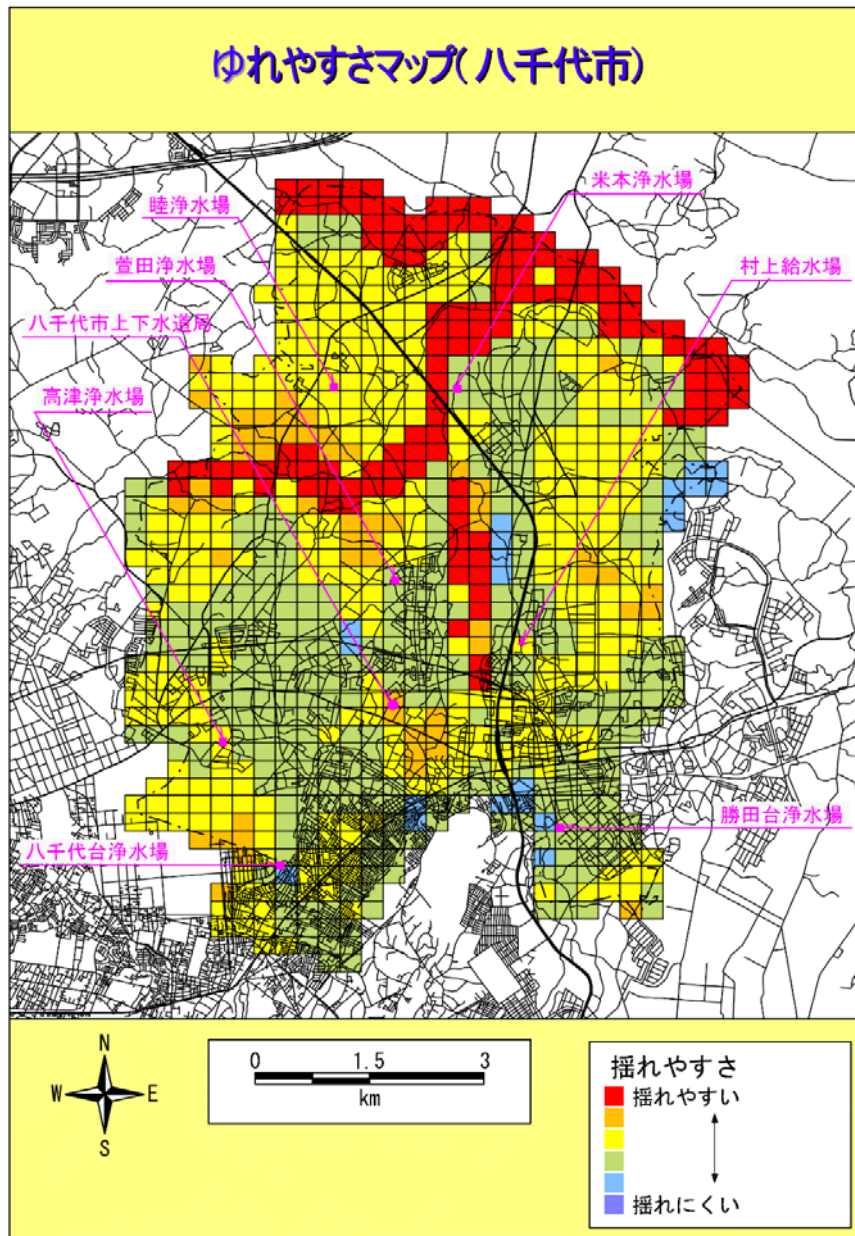 ゆれやすさマップ(八千代市)
睦浄水場
米本浄水場
萱田浄水場
村上給水場
八千代市上下水道局
高津浄水場
勝田台浄水場
八千代台浄水場
N
W
E
S
0 1.5 3
km
揺れやすさ
揺れやすい
揺れにくい